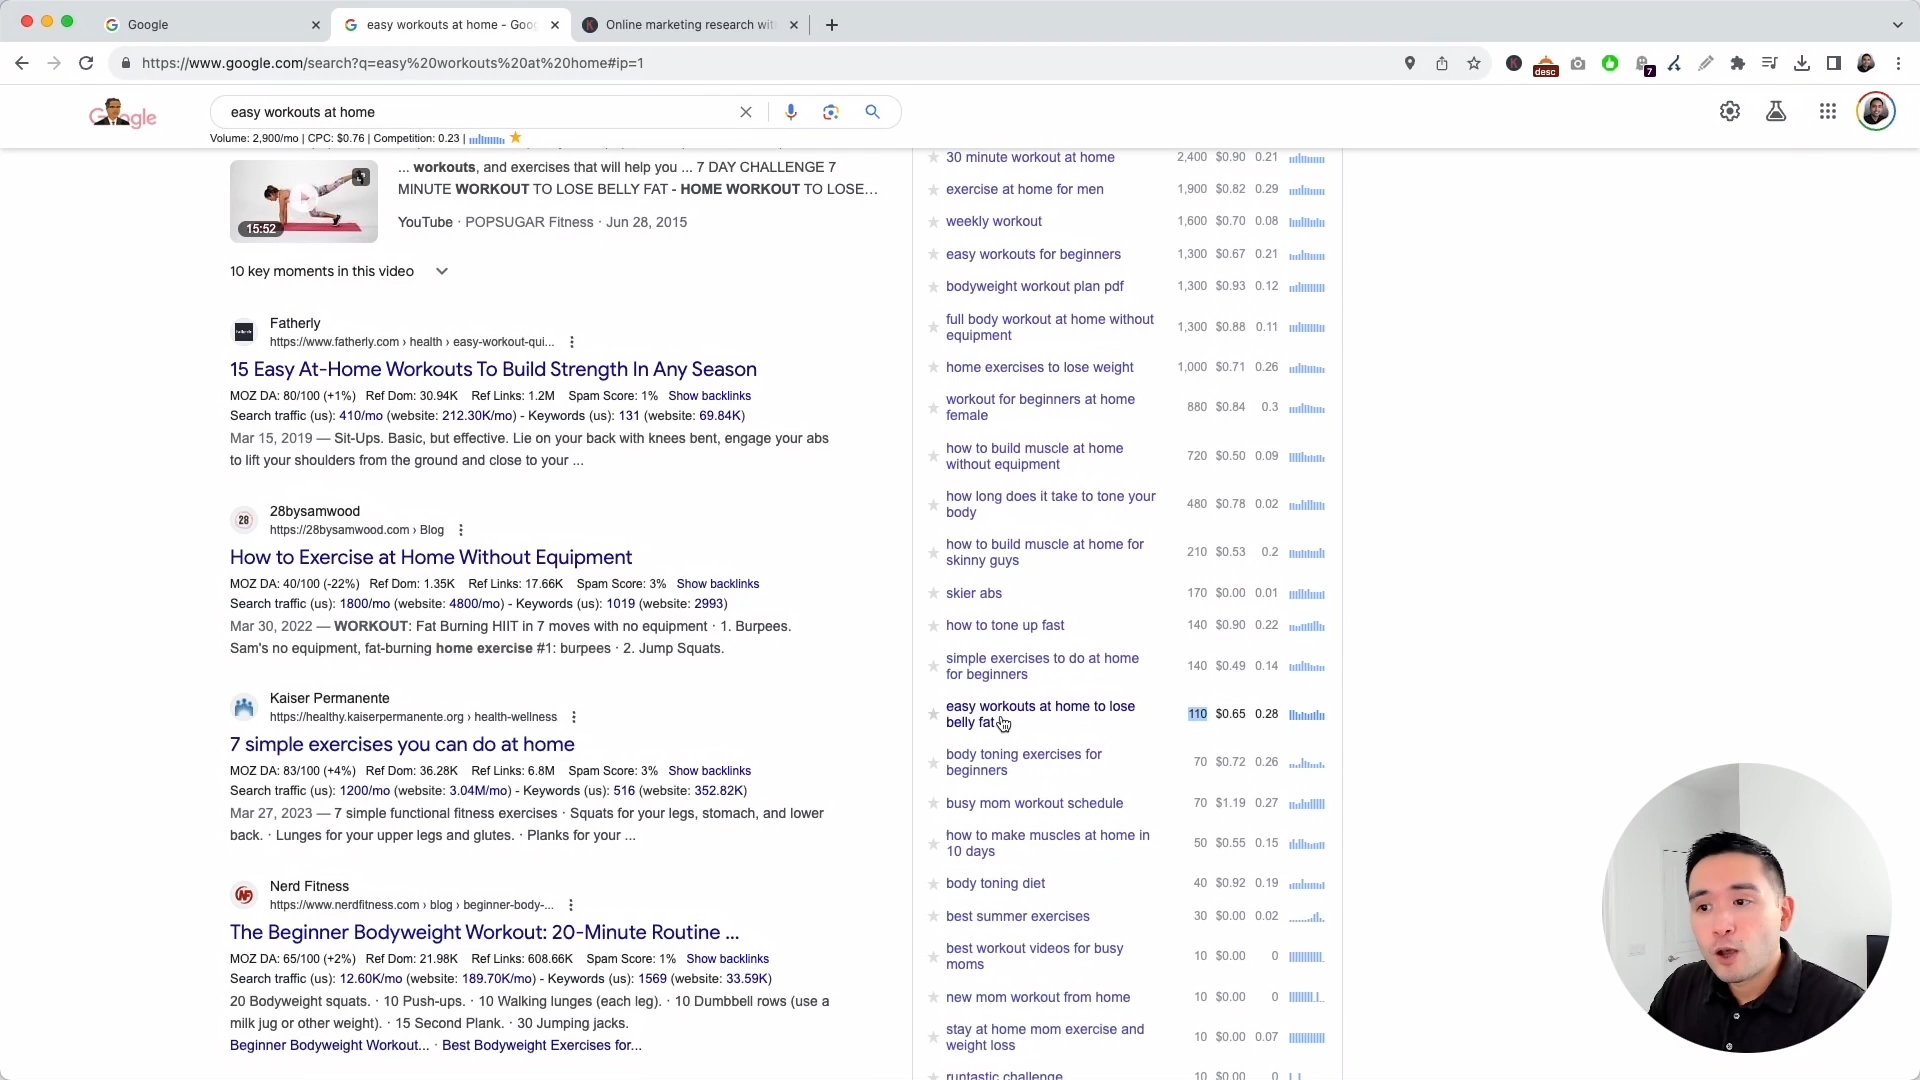 Google
easy workouts at home - Goo
Online marketing research wit
https://www.google.com/search?q=easy%20workouts%20at%20home#ip=1
desc
7
easy workouts at home
Volume: 2,900/mo | CPC: $0.76 | Competition: 0.23 |
... workouts, and exercises that will help you ... 7 DAY CHALLENGE 7
MINUTE WORKOUT TO LOSE BELLY FAT - HOME WORKOUT TO LOSE...
15:52
YouTube · POPSUGAR Fitness · Jun 28, 2015
10 key moments in this video
Fatherly
https://www.fatherly.com › health › easy-workout-qui...
15 Easy At-Home Workouts To Build Strength In Any Season
MOZ DA: 80/100 (+1%) Ref Dom: 30.94K Ref Links: 1.2M Spam Score: 1% Show backlinks
Search traffic (us): 410/mo (website: 212.30K/mo) - Keywords (us): 131 (website: 69.84K)
Mar 15, 2019 — Sit-Ups. Basic, but effective. Lie on your back with knees bent, engage your abs
to lift your shoulders from the ground and close to your ...
28
28bysamwood
https://28bysamwood.com › Blog
How to Exercise at Home Without Equipment
MOZ DA: 40/100 (-22%) Ref Dom: 1.35K Ref Links: 17.66K Spam Score: 3% Show backlinks
Search traffic (us): 1800/mo (website: 4800/mo) - Keywords (us): 1019 (website: 2993)
Mar 30, 2022 — WORKOUT: Fat Burning HIIT in 7 moves with no equipment · 1. Burpees.
Sam's no equipment, fat-burning home exercise #1: burpees · 2. Jump Squats.
Kaiser Permanente
https://healthy.kaiserpermanente.org › health-wellness
7 simple exercises you can do at home
MOZ DA: 83/100 (+4%) Ref Dom: 36.28K Ref Links: 6.8M Spam Score: 3% Show backlinks
Search traffic (us): 1200/mo (website: 3.04M/mo) - Keywords (us): 516 (website: 352.82K)
Mar 27, 2023 — 7 simple functional fitness exercises · Squats for your legs, stomach, and lower
back. · Lunges for your upper legs and glutes. · Planks for your ...
Nerd Fitness
https://www.nerdfitness.com › blog › beginner-body-...
The Beginner Bodyweight Workout: 20-Minute Routine ...
MOZ DA: 65/100 (+2%) Ref Dom: 21.98K Ref Links: 608.66K Spam Score: 1% Show backlinks
Search traffic (us): 12.60K/mo (website: 189.70K/mo) - Keywords (us): 1569 (website: 33.59K)
20 Bodyweight squats. · 10 Push-ups. · 10 Walking lunges (each leg). · 10 Dumbbell rows (use a
milk jug or other weight). · 15 Second Plank. · 30 Jumping jacks.
Beginner Bodyweight Workout... · Best Bodyweight Exercises for...
30 minute workout at home 2,400 $0.90 0.21
exercise at home for men 1,900 $0.82 0.29
weekly workout 1,600 $0.70 0.08
easy workouts for beginners 1,300 $0.67 0.21
bodyweight workout plan pdf 1,300 $0.93 0.12
full body workout at home without
equipment 1,300 $0.88 0.11
home exercises to lose weight 1,000 $0.71 0.26
workout for beginners at home
female 880 $0.84 0.3
how to build muscle at home
without equipment 720 $0.50 0.09
how long does it take to tone your
body 480 $0.78 0.02
how to build muscle at home for
skinny guys 210 $0.53 0.2
skier abs 170 $0.00 0.01
how to tone up fast 140 $0.90 0.22
simple exercises to do at home
for beginners 140 $0.49 0.14
easy workouts at home to lose
belly fat 110 $0.65 0.28
body toning exercises for
beginners 70 $0.72 0.26
busy mom workout schedule 70 $1.19 0.27
how to make muscles at home in
10 days 50 $0.55 0.15
body toning diet 40 $0.92 0.19
best summer exercises 30 $0.00 0.02
best workout videos for busy
moms 10 $0.00 0
new mom workout from home 10 $0.00 0
stay at home mom exercise and
weight loss 10 $0.00 0.07
runtastic challenge 10 $0.00 0